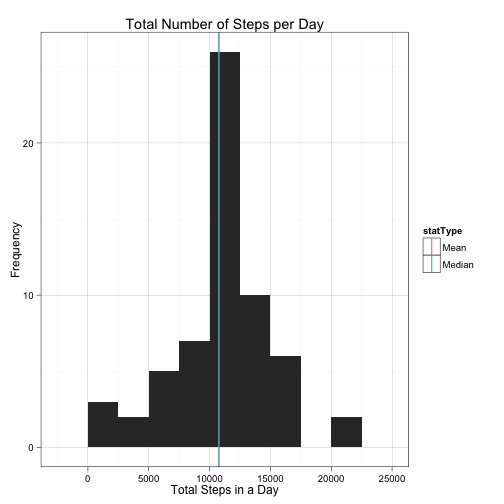 Total Number of Steps per Day
Frequency
20
10
0
0 5000 10000 15000 20000 25000
Total Steps in a Day
statType
Mean
Median